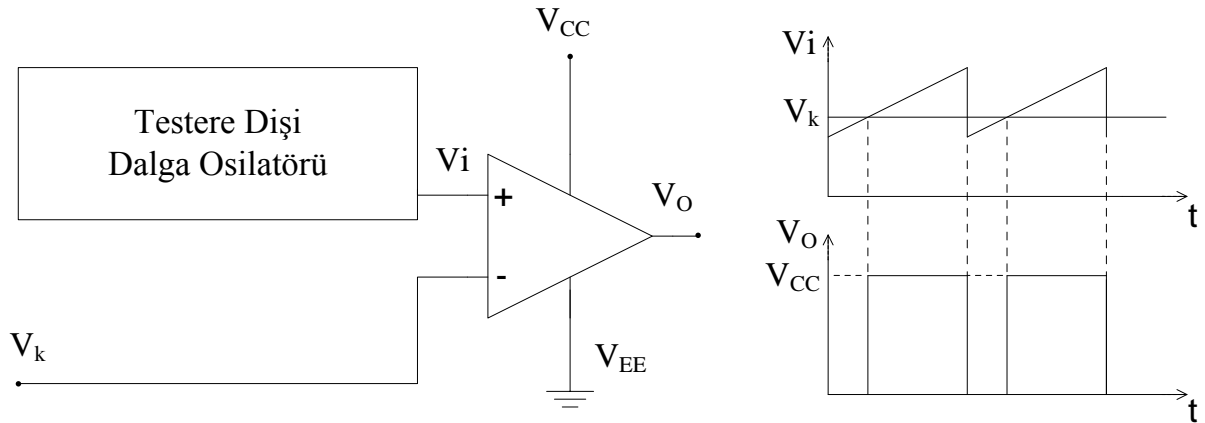 V_CC
Testere Dişi
Dalga Osilatörü
Vi
+
-
V_O
V_k
V_EE
Vi
V_k
t
V_O
V_CC
t